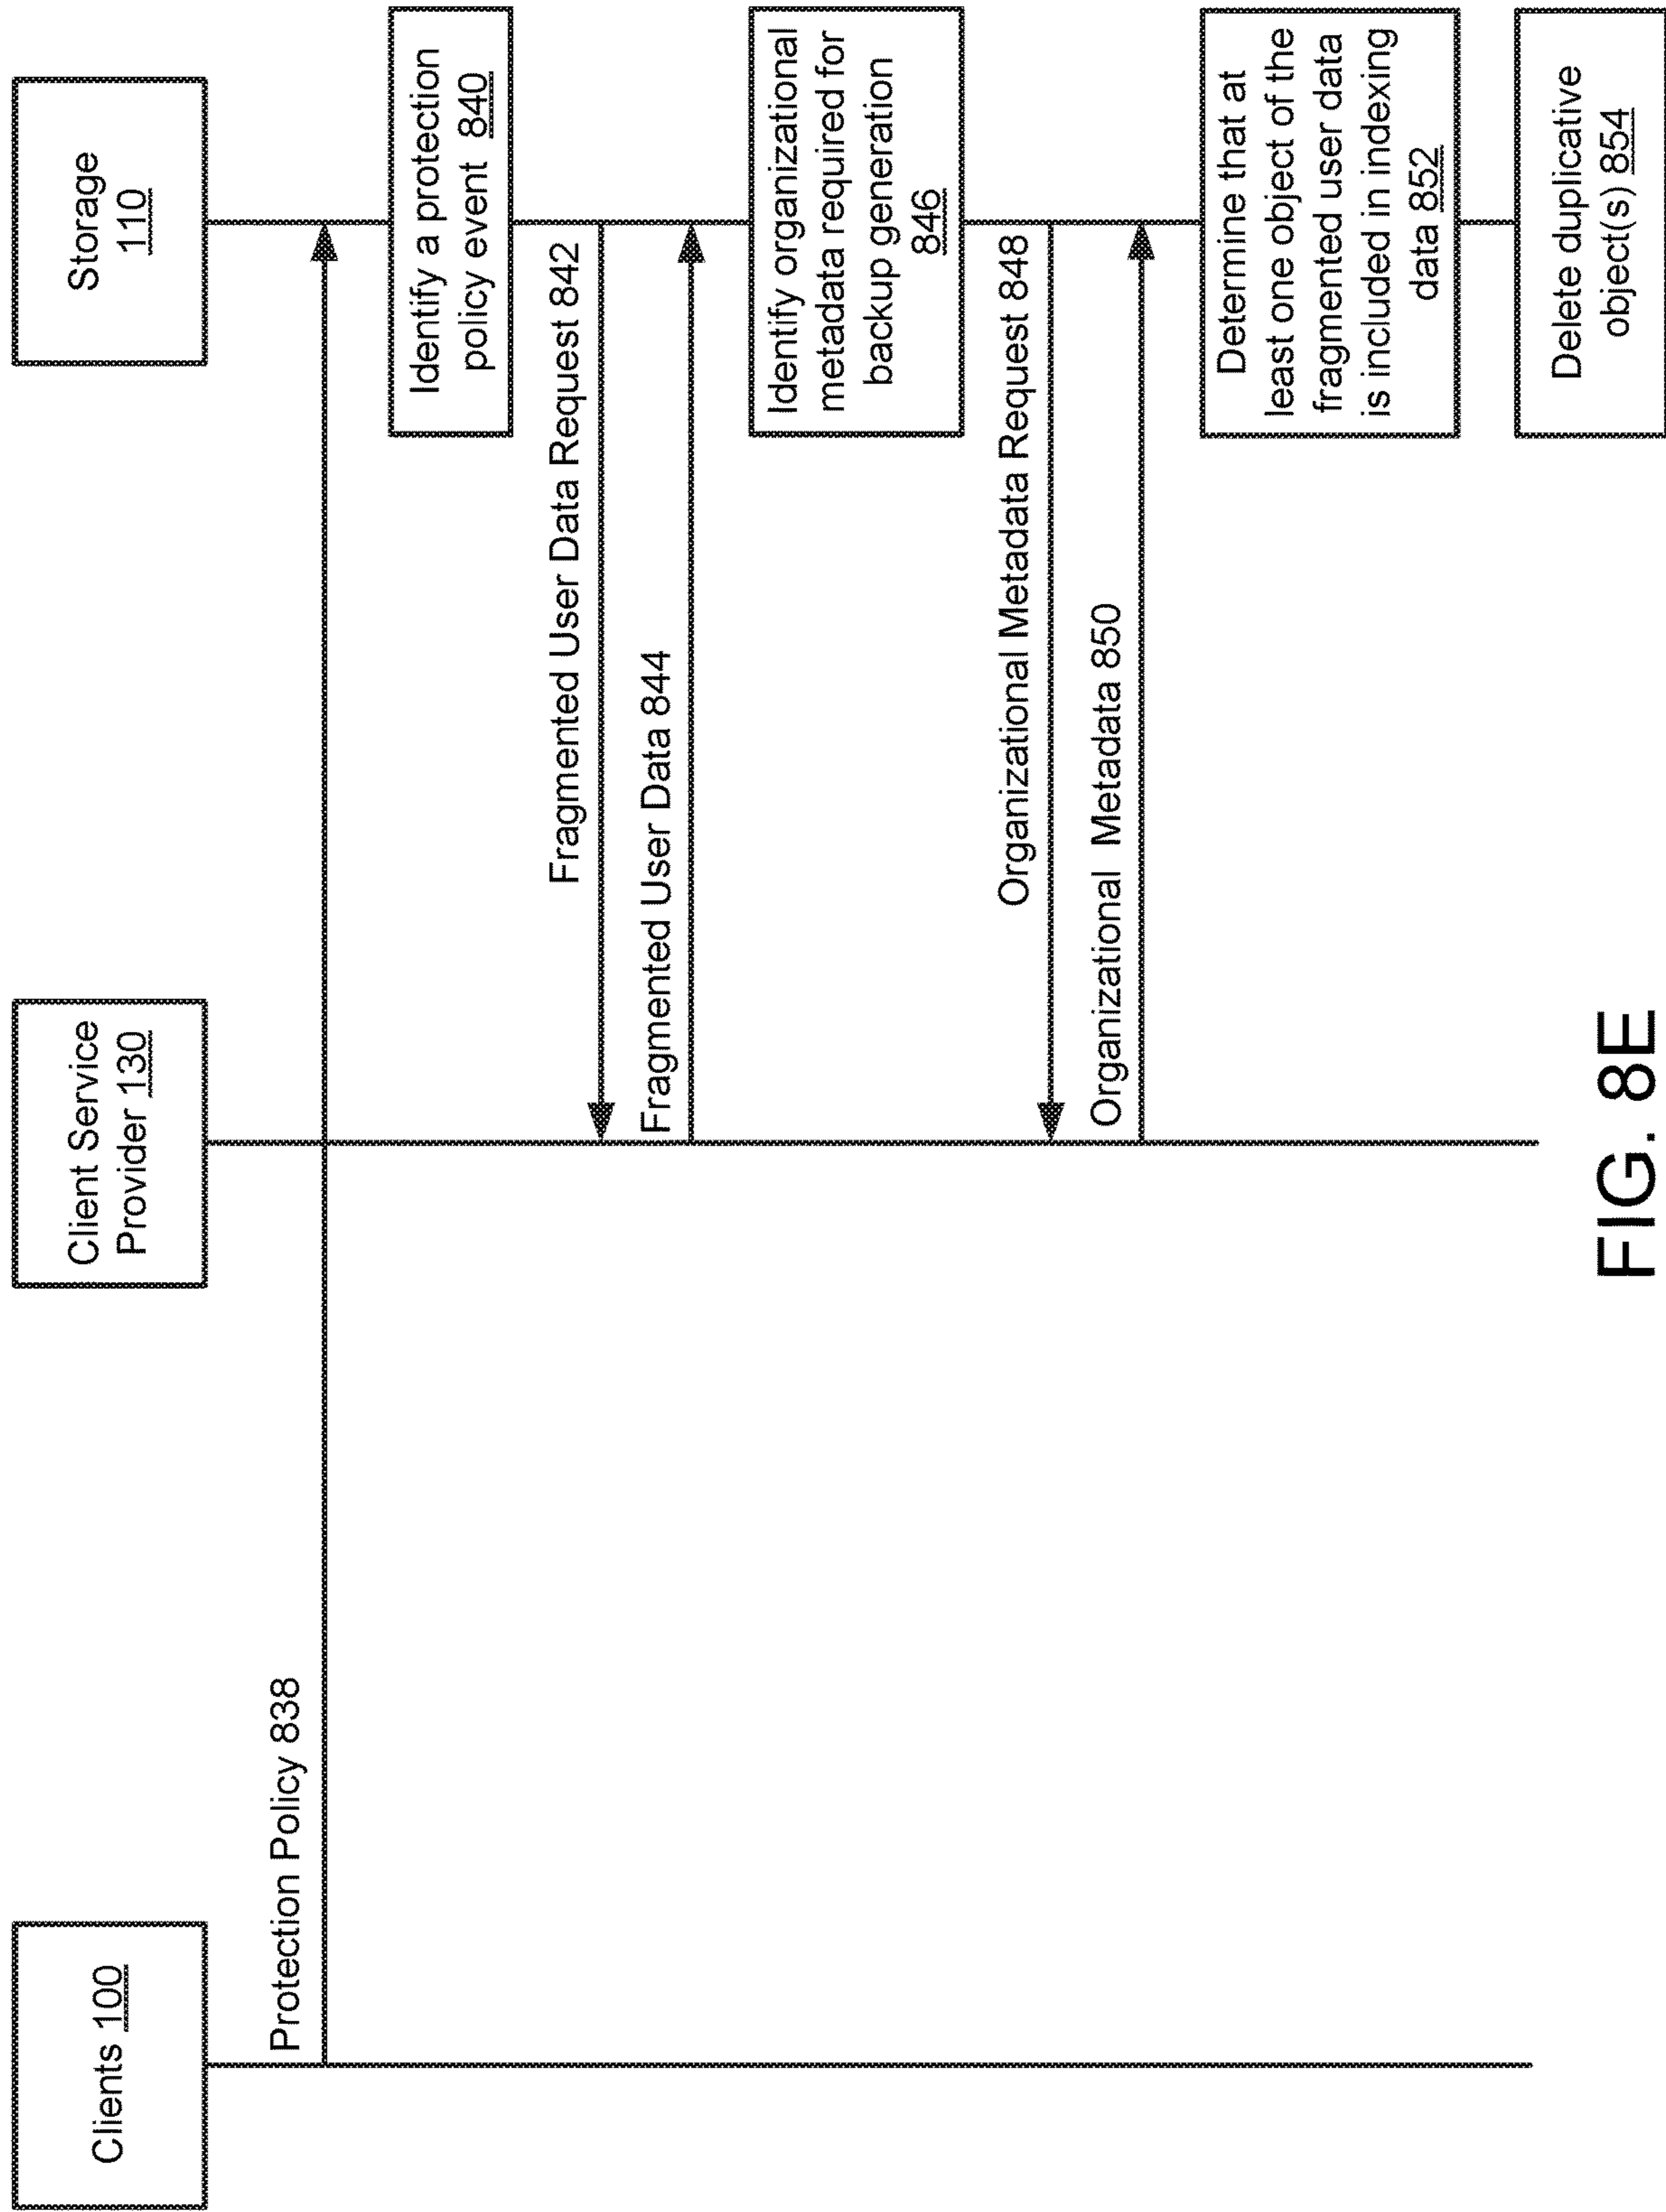 Clients 100
Client Service
Provider 130
Storage
110
Protection Policy 838
Identify a protection
policy event 840
Fragmented User Data Request 842
Fragmented User Data 844
Identify organizational
metadata required for
backup generation
846
Organizational Metadata Request 848
Organizational Metadata 850
Determine that at
least one object of the
fragmented user data
is included in indexing
data 852
Delete duplicative
object(s) 854
FIG. 8E